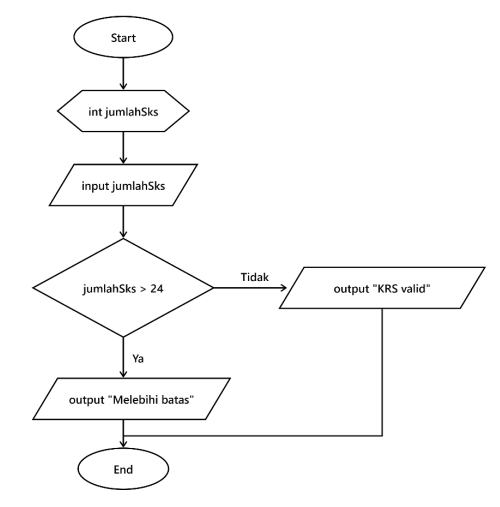 Start
int jumlahSks
input jumlahSks
jumlahSks > 24
Tidak
output "KRS valid"
Ya
output "Melebihi batas"
End